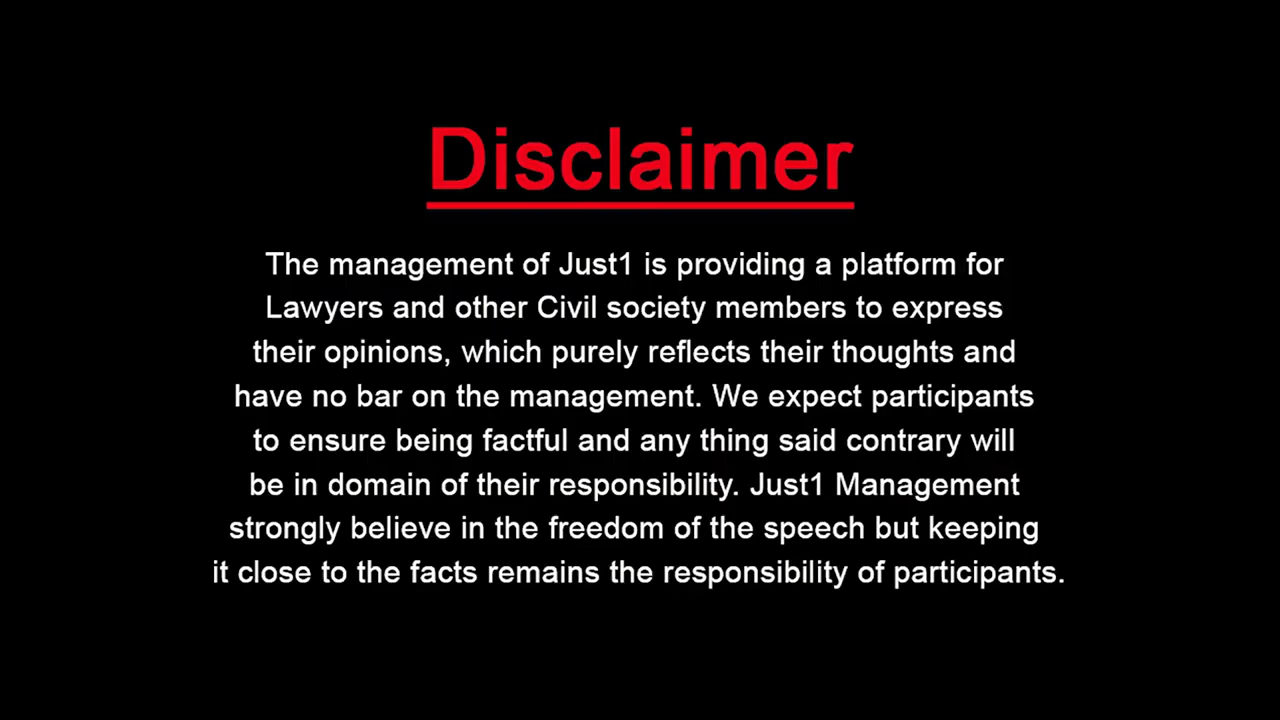 Disclaimer
The management of Just1 is providing a platform for
Lawyers and other Civil society members to express
their opinions, which purely reflects their thoughts and
have no bar on the management. We expect participants
to ensure being factful and any thing said contrary will
be in domain of their responsibility. Just1 Management
strongly believe in the freedom of the speech but keeping
it close to the facts remains the responsibility of participants.